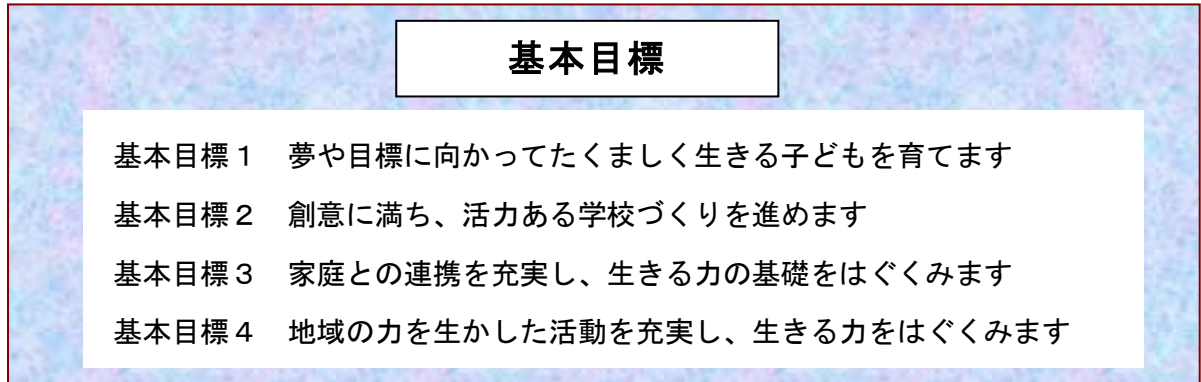 基本目標
基本目標１　夢や目標に向かってたくましく生きる子どもを育てます
基本目標２　創意に満ち、活力ある学校づくりを進めます
基本目標３　家庭との連携を充実し、生きる力の基礎をはぐくみます
基本目標４　地域の力を生かした活動を充実し、生きる力をはぐくみます